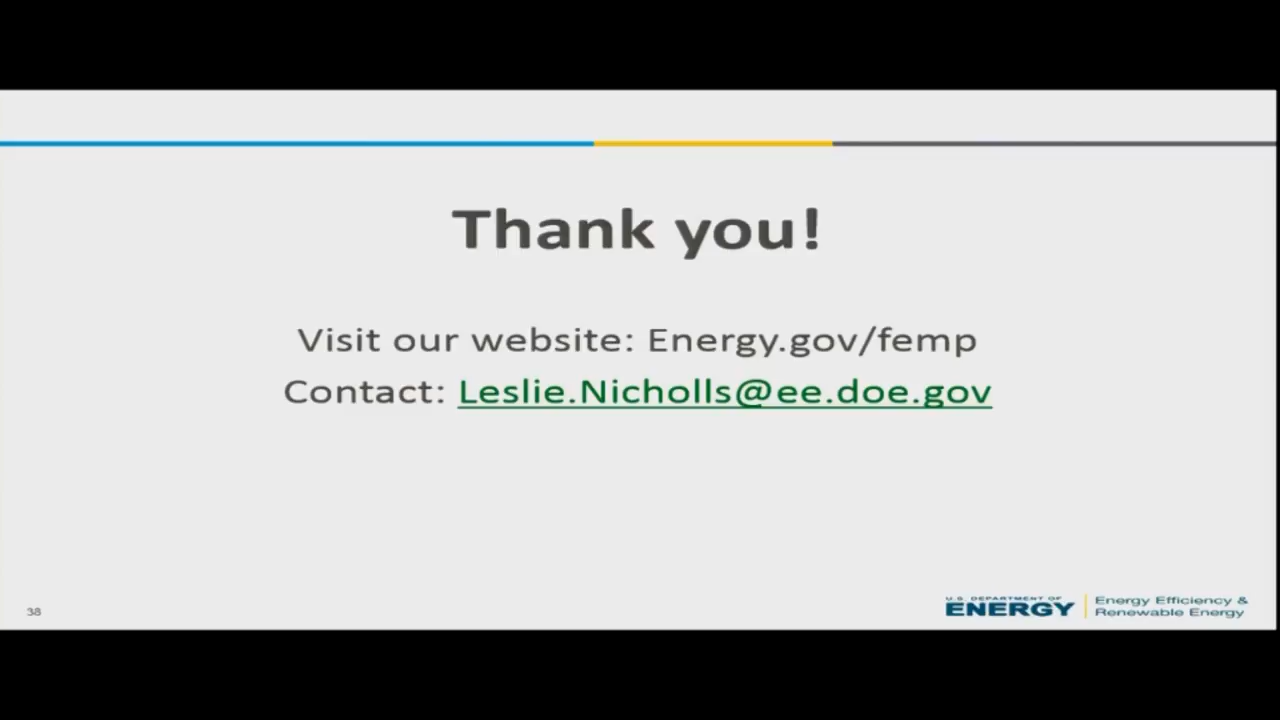 Thank you!
Visit our website: Energy.gov/femp
Contact: Leslie.Nicholls@ee.doe.gov
38
U.S. DEPARTMENT OF
ENERGY
Energy Efficiency &
Renewable Energy